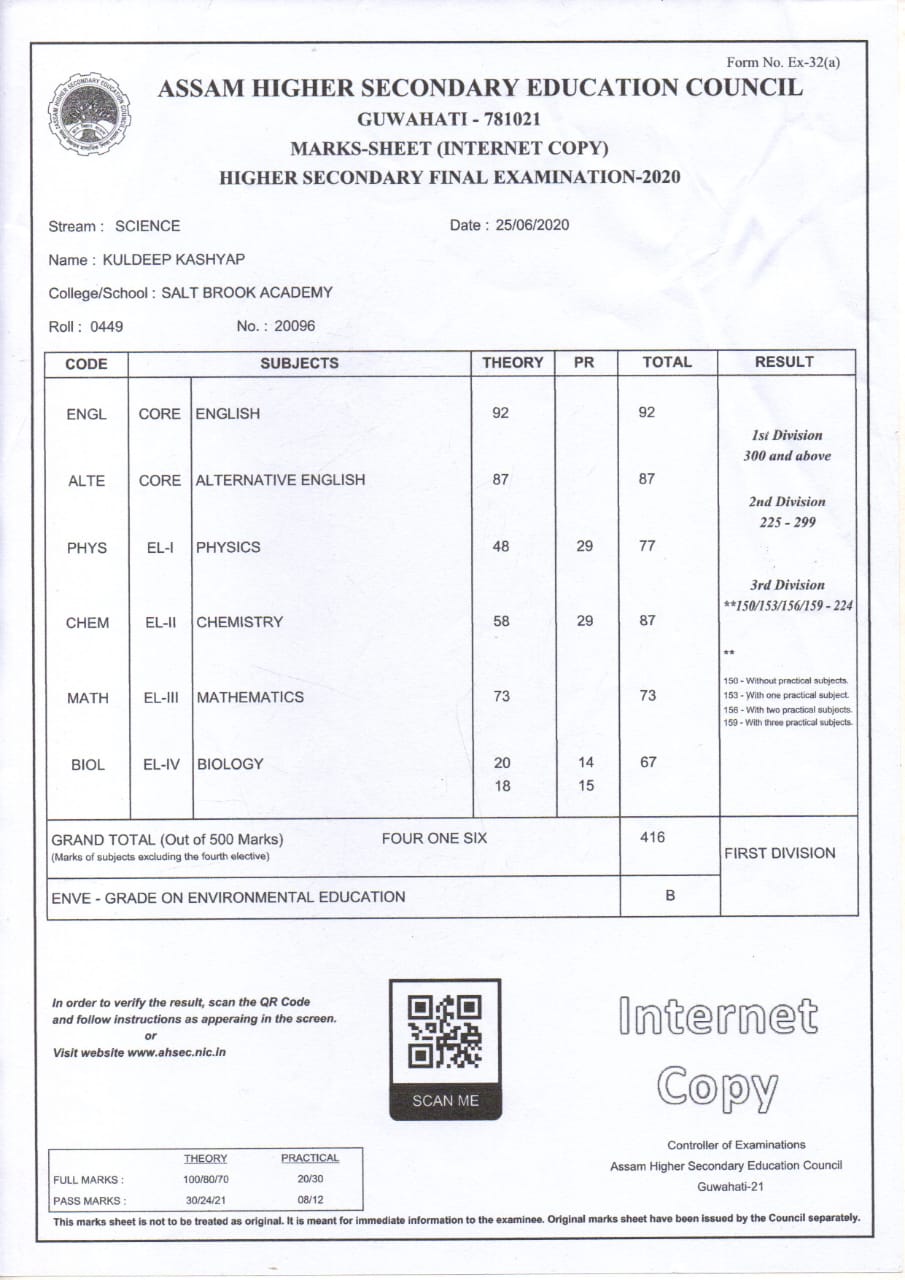 Form No. Ex-32(a)
ASSAM HIGHER SECONDARY EDUCATION COUNCIL
GUWAHATI - 781021
MARKS-SHEET (INTERNET COPY)
HIGHER SECONDARY FINAL EXAMINATION-2020
Stream : SCIENCE Date : 25/06/2020
Name : KULDEEP KASHYAP
College/School : SALT BROOK ACADEMY
Roll : 0449 No. : 20096
CODE SUBJECTS THEORY PR TOTAL RESULT
ENGL CORE ENGLISH 92 92
1st Division
300 and above
ALTE CORE ALTERNATIVE ENGLISH 87 87
2nd Division
225 - 299
PHYS EL-I PHYSICS 48 29 77
3rd Division
**150/153/156/159 - 224
CHEM EL-II CHEMISTRY 58 29 87
**
150 - Without practical subjects.
153 - With one practical subject.
156 - With two practical subjects.
159 - With three practical subjects.
MATH EL-III MATHEMATICS 73 73
BIOL EL-IV BIOLOGY 20 14 67
18 15
GRAND TOTAL (Out of 500 Marks) FOUR ONE SIX 416
(Marks of subjects excluding the fourth elective)
FIRST DIVISION
ENVE - GRADE ON ENVIRONMENTAL EDUCATION B
In order to verify the result, scan the QR Code
and follow instructions as apperaing in the screen.
or
Visit website www.ahsec.nic.in
SCAN ME
Internet
Copy
Controller of Examinations
Assam Higher Secondary Education Council
Guwahati-21
THEORY PRACTICAL
FULL MARKS : 100/80/70 20/30
PASS MARKS : 30/24/21 08/12
This marks sheet is not to be treated as original. It is meant for immediate information to the examinee. Original marks sheet have been issued by the Council separately.